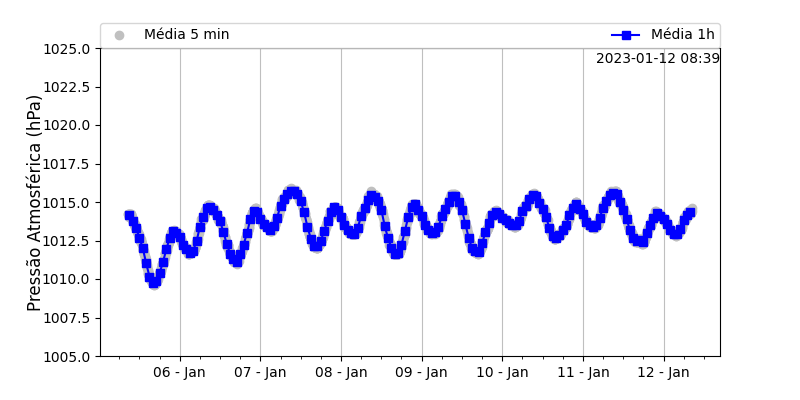 Média 5 min
Média 1h
2023-01-12 08:39
Pressão Atmosférica (hPa)
1025.0
1022.5
1020.0
1017.5
1015.0
1012.5
1010.0
1007.5
1005.0
06 - Jan
07 - Jan
08 - Jan
09 - Jan
10 - Jan
11 - Jan
12 - Jan